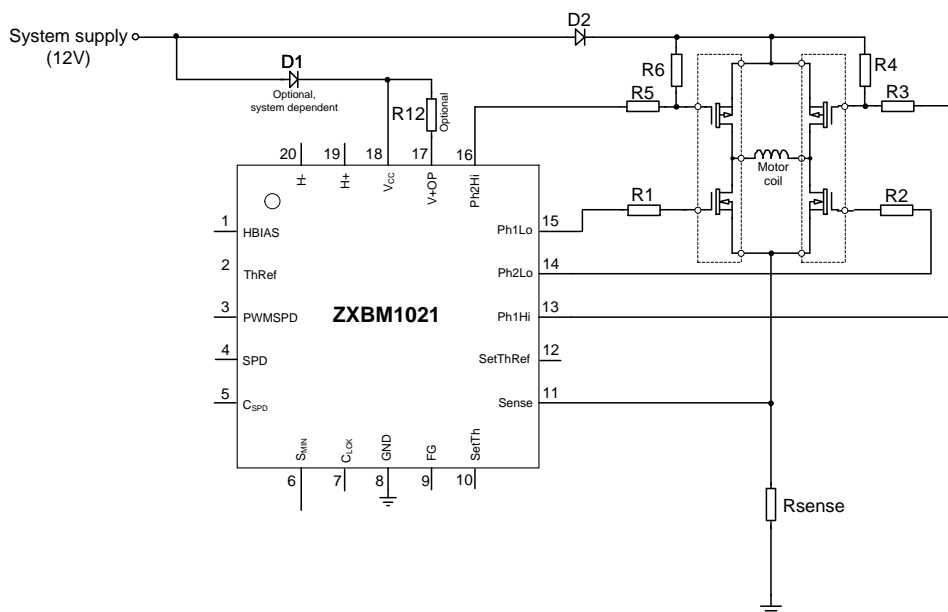 D2
System supply
(12V)
D1
Optional,
system dependent
R12
Optional
R6
R5
R4
R3
Motor
coil
R1
R2
20
19
18
17
16
H-
H+
VCC
V+OP
Ph2Hi
1
HBIAS
2
ThRef
3
PWMSPD
4
SPD
5
CSPD
ZXBM1021
15
Ph1Lo
14
Ph2Lo
13
Ph1Hi
12
SetThRef
11
Sense
SMIN
CLCK
GND
FG
SetTh
6
7
8
9
10
Rsense